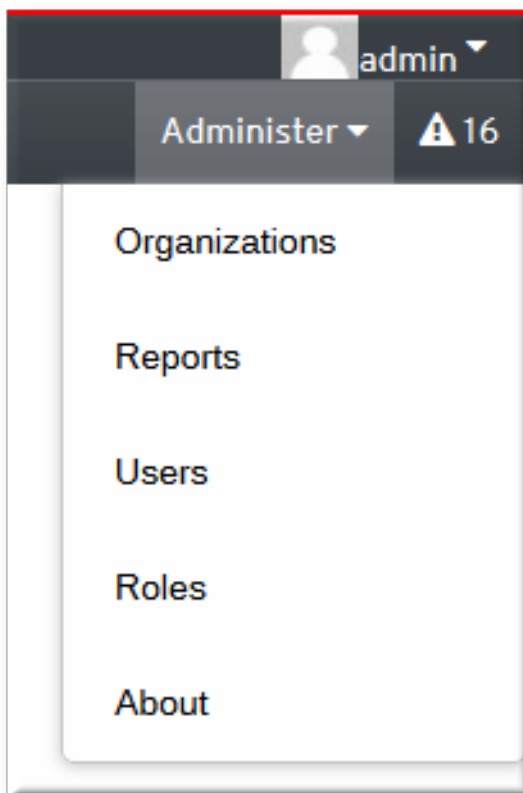 admin
Administer 16
Organizations
Reports
Users
Roles
About